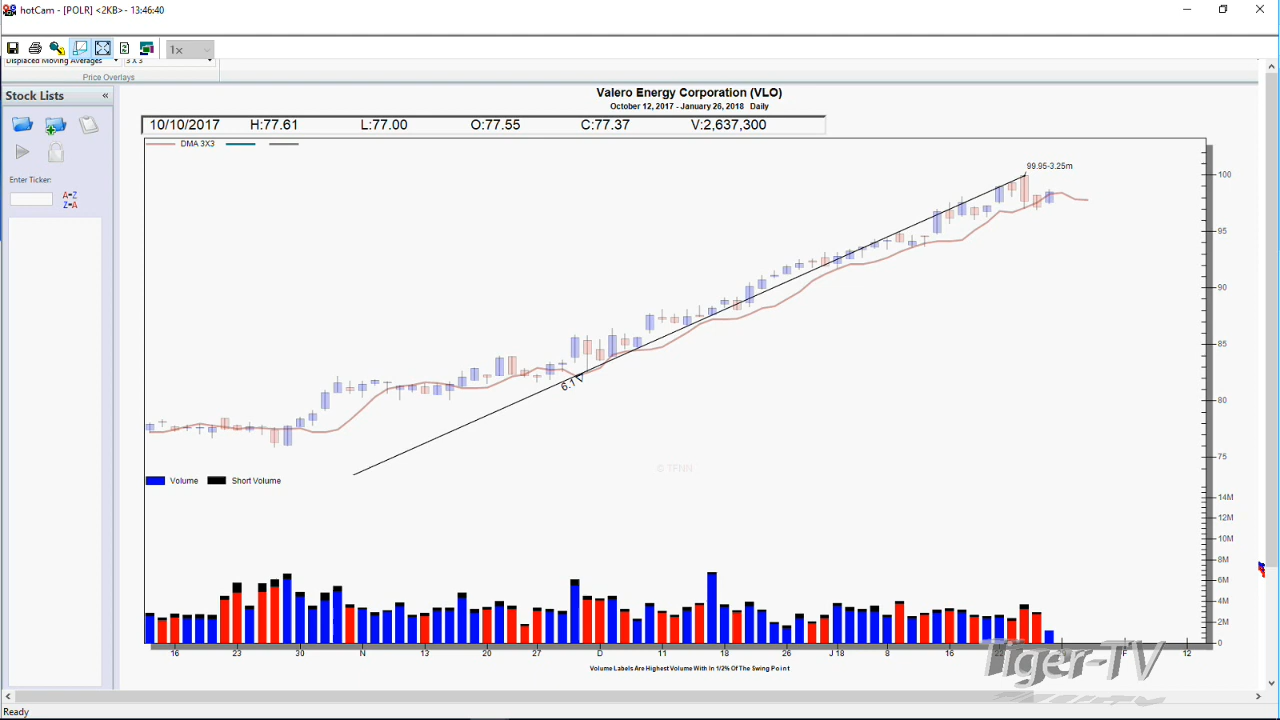 hotCam - [POLR] <2KB> - 13:46:40
1x
Displaced Moving Averages 3 X 3
Price Overlays
Stock Lists «
Enter Ticker:
A-Z
Z-A
Valero Energy Corporation (VLO)
October 12, 2017 - January 26, 2018 Daily
10/10/2017 H:77.61 L:77.00 O:77.55 C:77.37 V:2,637,300
DMA 3X3
99.95-3.25m
100
95
90
85
80
75
© TFNN
Volume Short Volume
14M
12M
10M
8M
6M
4M
2M
0
16 23 30 N 13 20 27 D 11 18 26 J 18 8 16 F 12
Volume Labels Are Highest Volume With In 1/2% Of The Swing Point
Tiger-TV
Ready